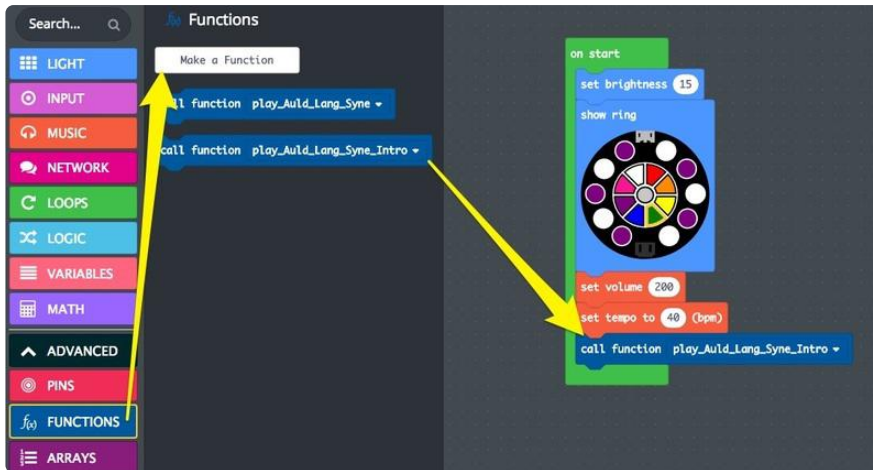 Search...
LIGHT
INPUT
MUSIC
NETWORK
LOOPS
LOGIC
VARIABLES
MATH
ADVANCED
PINS
f(x) FUNCTIONS
ARRAYS
f(x) Functions
Make a Function
call function play_Auld_Lang_Syne
call function play_Auld_Lang_Syne_Intro
on start
set brightness 15
show ring
set volume 200
set tempo to 40 (bpm)
call function play_Auld_Lang_Syne_Intro